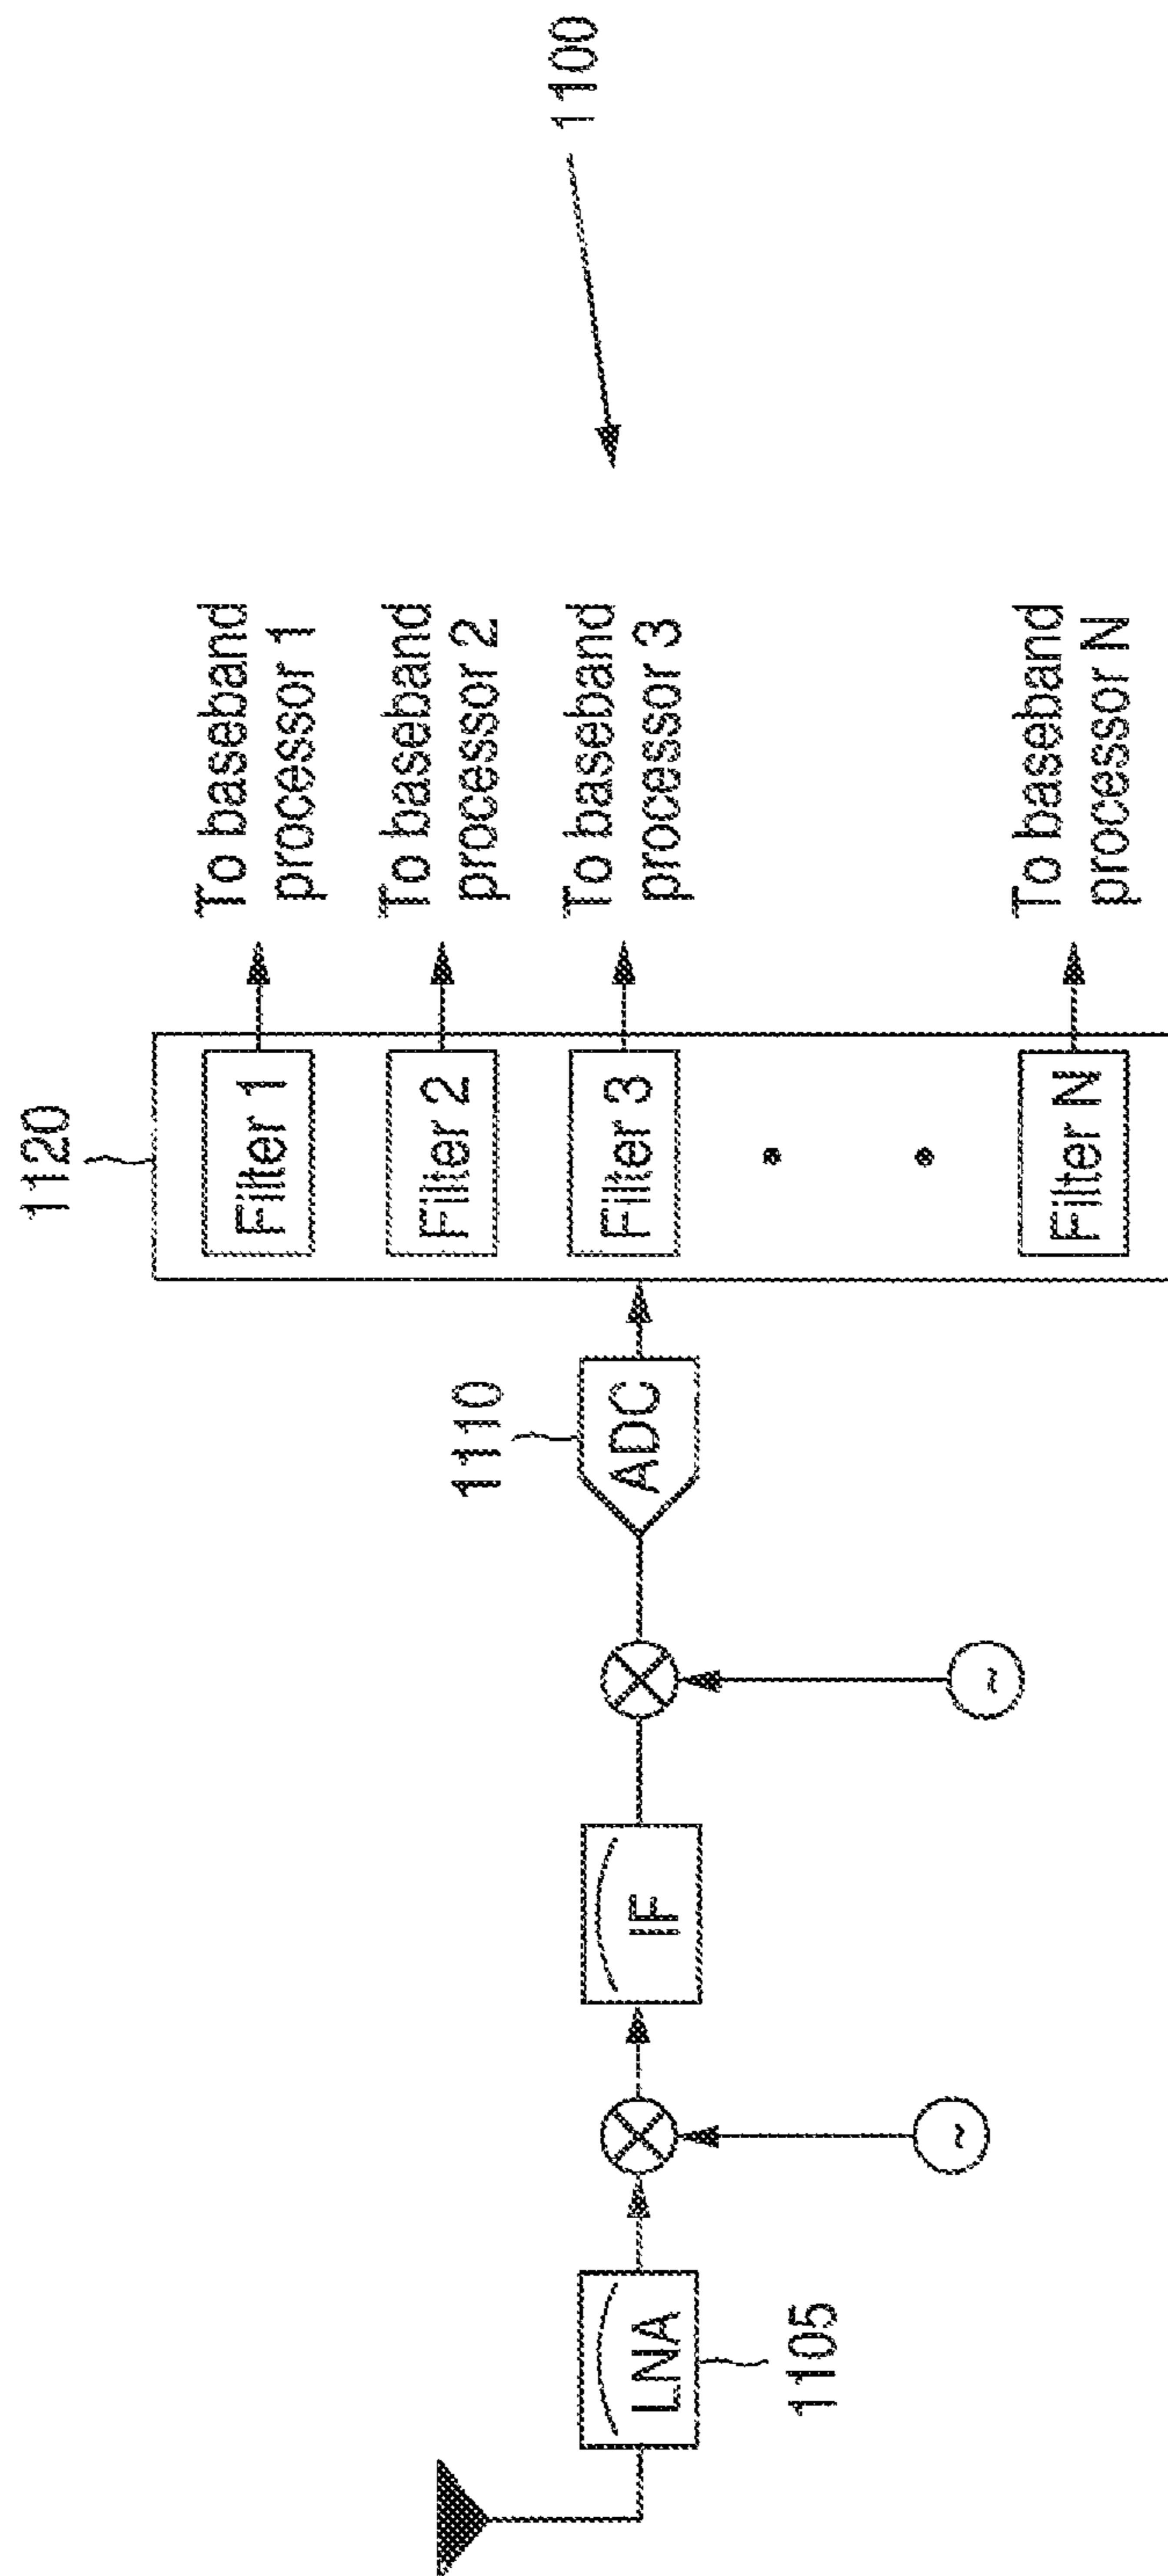 1100
1120
Filter 1
To baseband
processor 1
Filter 2
To baseband
processor 2
Filter 3
To baseband
processor 3
Filter N
To baseband
processor N
1110
ADC
IF
~
LNA
1105
~